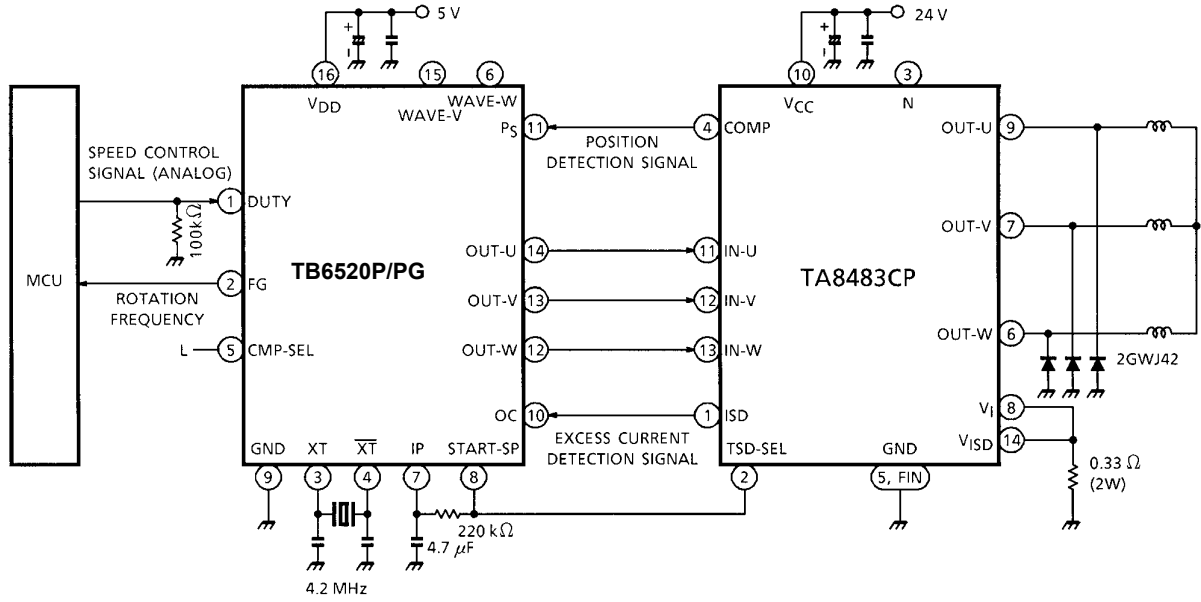 5 V
24 V
+
-
+
-
16
15
6
10
3
VDD
WAVE-V
WAVE-W
VCC
N
PS
11
4
COMP
OUT-U
9
POSITION
DETECTION SIGNAL
SPEED CONTROL
SIGNAL (ANALOG)
1
DUTY
100kΩ
OUT-V
7
OUT-U
14
11
IN-U
MCU
2
FG
TB6520P/PG
TA8483CP
ROTATION
FREQUENCY
OUT-V
13
12
IN-V
OUT-W
6
L
5
CMP-SEL
OUT-W
12
13
IN-W
2GWJ42
OC
10
1
ISD
Vi
8
EXCESS CURRENT
DETECTION SIGNAL
VISD
14
GND
XT
XT
IP
START-SP
TSD-SEL
GND
0.33 Ω
(2W)
9
3
4
7
8
2
5, FIN
220 kΩ
4.7 μF
4.2 MHz